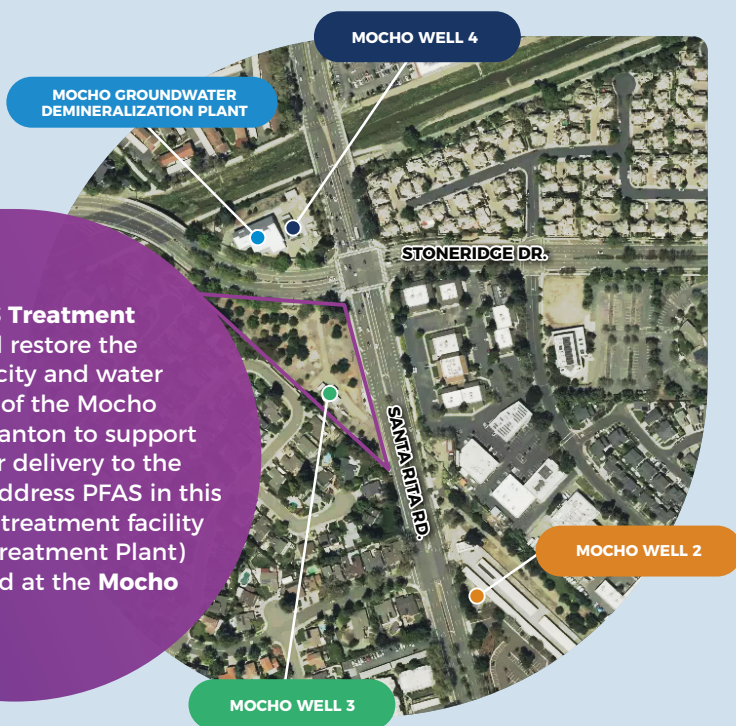 MOCHO WELL 4
MOCHO GROUNDWATER
DEMINERALIZATION PLANT
STONERIDGE DR.
Treatment
restore the
city and water
of the Mocho
anton to support
delivery to the
ddress PFAS in this
treatment facility
reatment Plant)
d at the Mocho
SANTA RITA RD.
MOCHO WELL 2
MOCHO WELL 3